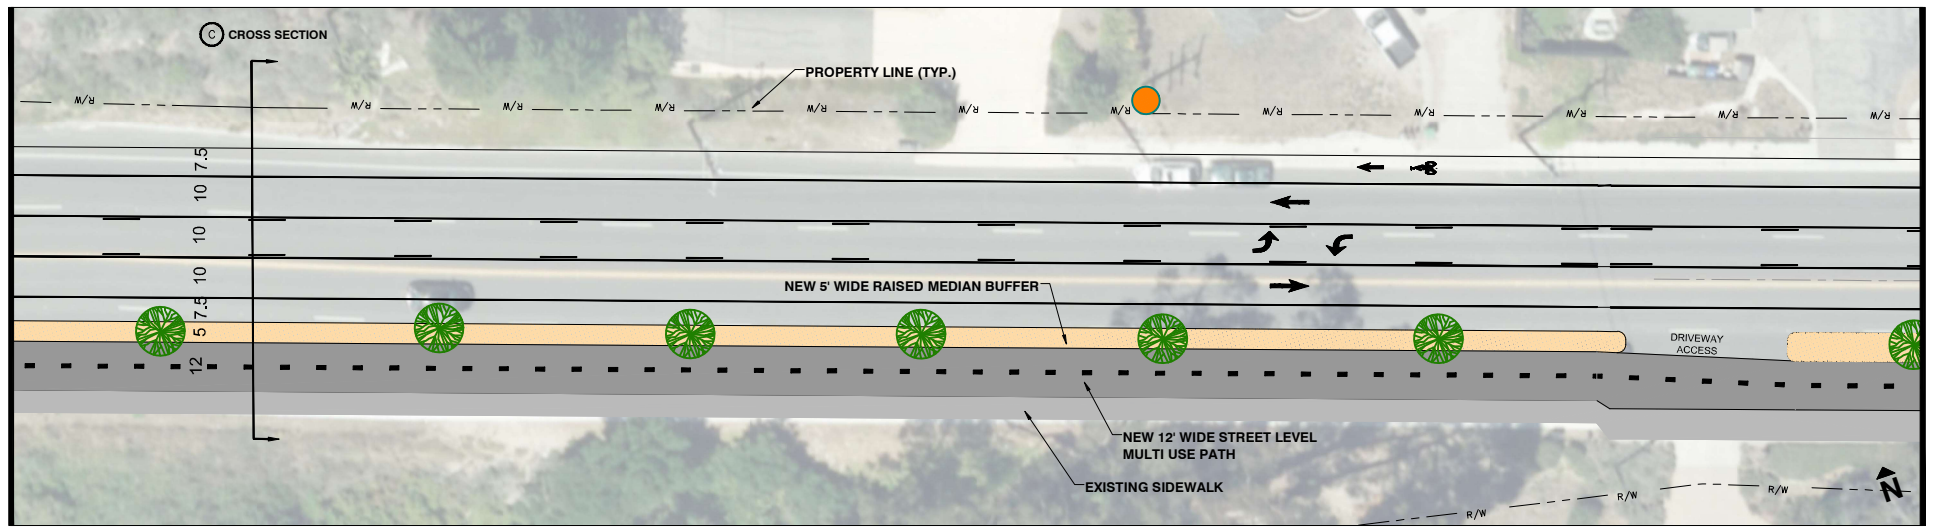 C CROSS SECTION
PROPERTY LINE (TYP.)
R/W R/W R/W R/W R/W R/W R/W R/W R/W R/W R/W R/W
7.5
10
10
10
7.5
5
12
NEW 5' WIDE RAISED MEDIAN BUFFER
DRIVEWAY
ACCESS
NEW 12' WIDE STREET LEVEL
MULTI USE PATH
EXISTING SIDEWALK
R/W R/W R/W
N